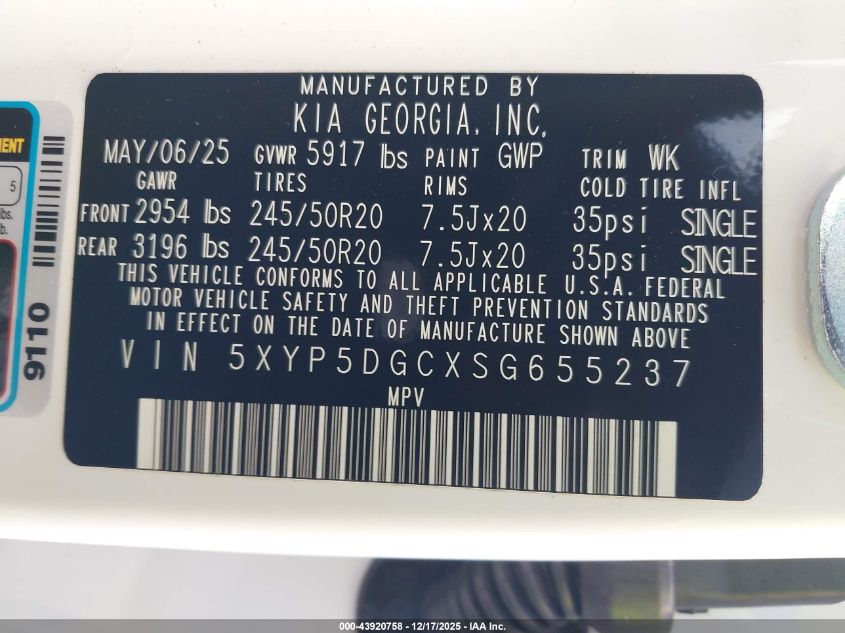 MANUFACTURED BY
KIA GEORGIA, INC.
MAY/06/25 GVWR 5917 lbs PAINT GWP TRIM WK
GAWR TIRES RIMS COLD TIRE INFL
FRONT 2954 lbs 245/50R20 7.5Jx20 35psi SINGLE
REAR 3196 lbs 245/50R20 7.5Jx20 35psi SINGLE
THIS VEHICLE CONFORMS TO ALL APPLICABLE U.S.A. FEDERAL
MOTOR VEHICLE SAFETY AND THEFT PREVENTION STANDARDS
IN EFFECT ON THE DATE OF MANUFACTURE SHOWN ABOVE
VIN 5XYP5DGCXSG655237
MPV
5
lbs.
9110
000-43920758 - 12/17/2025 - IAA Inc.